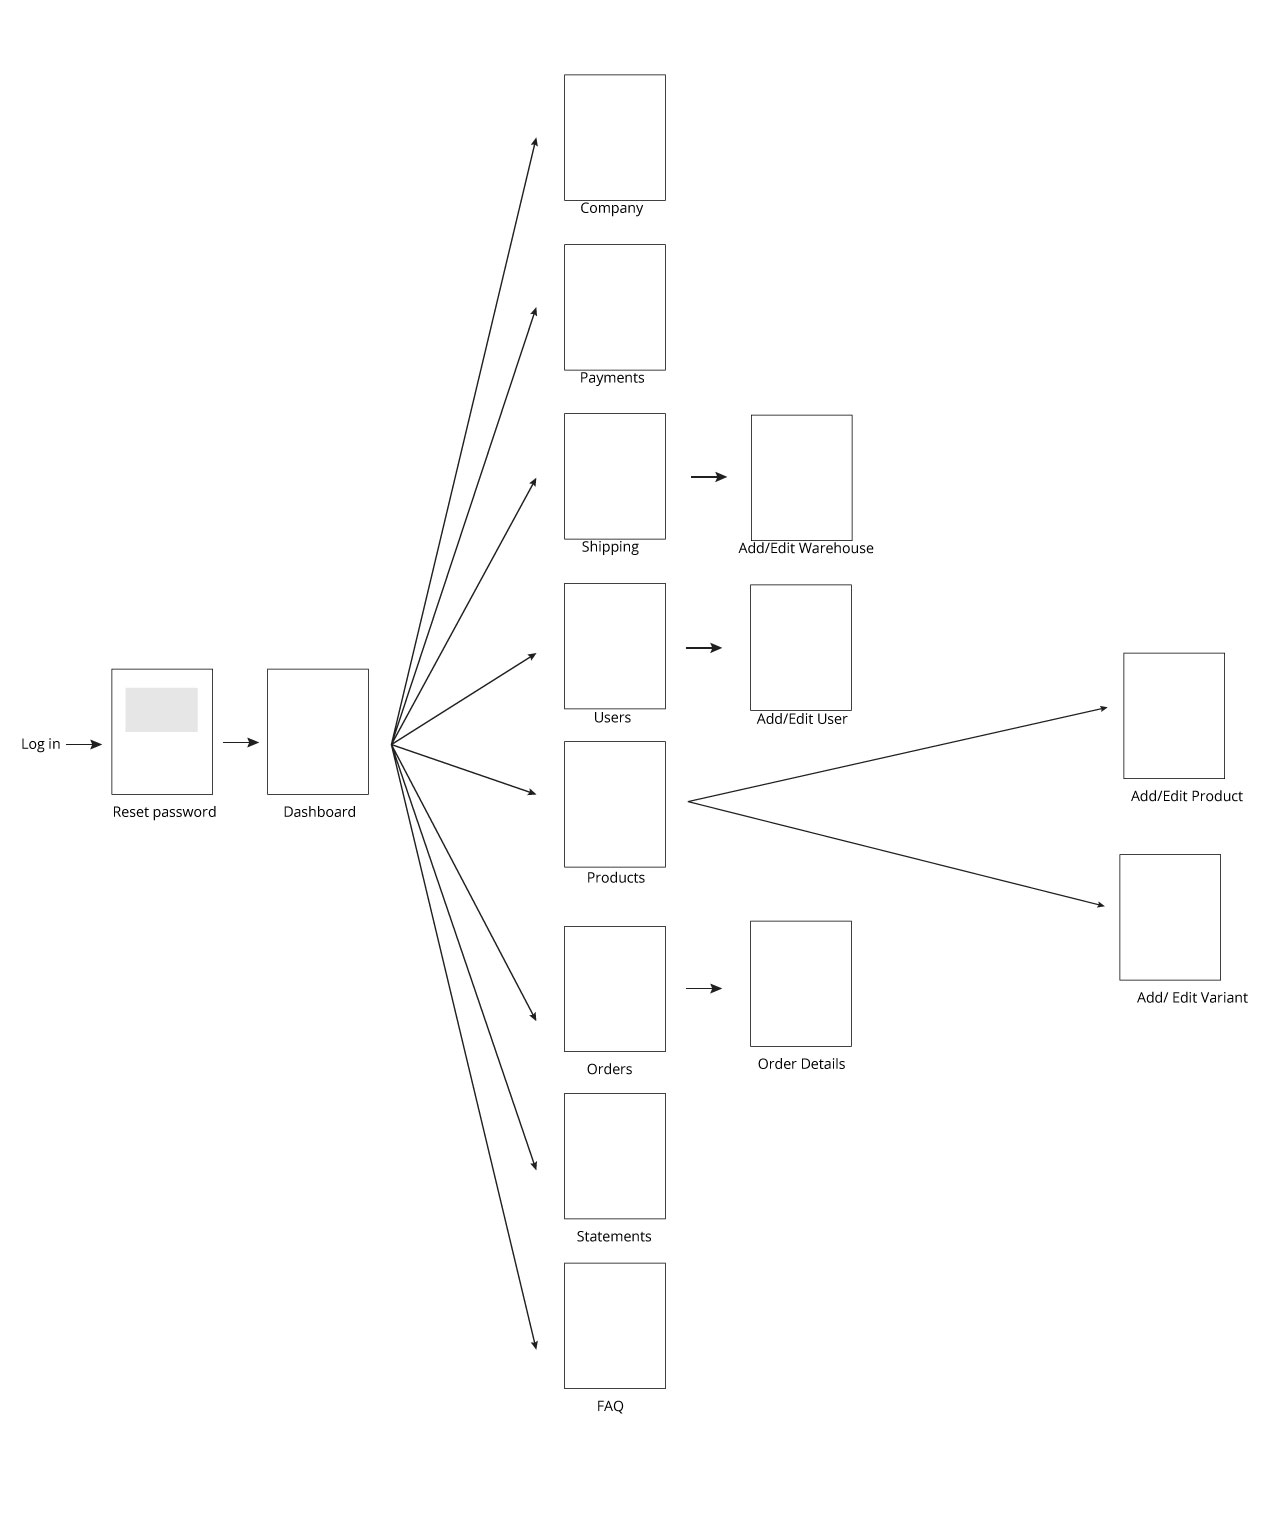 Company
Payments
Shipping
Add/Edit Warehouse
Users
Add/Edit User
Log in
Reset password
Dashboard
Products
Add/Edit Product
Add/ Edit Variant
Orders
Order Details
Statements
FAQ